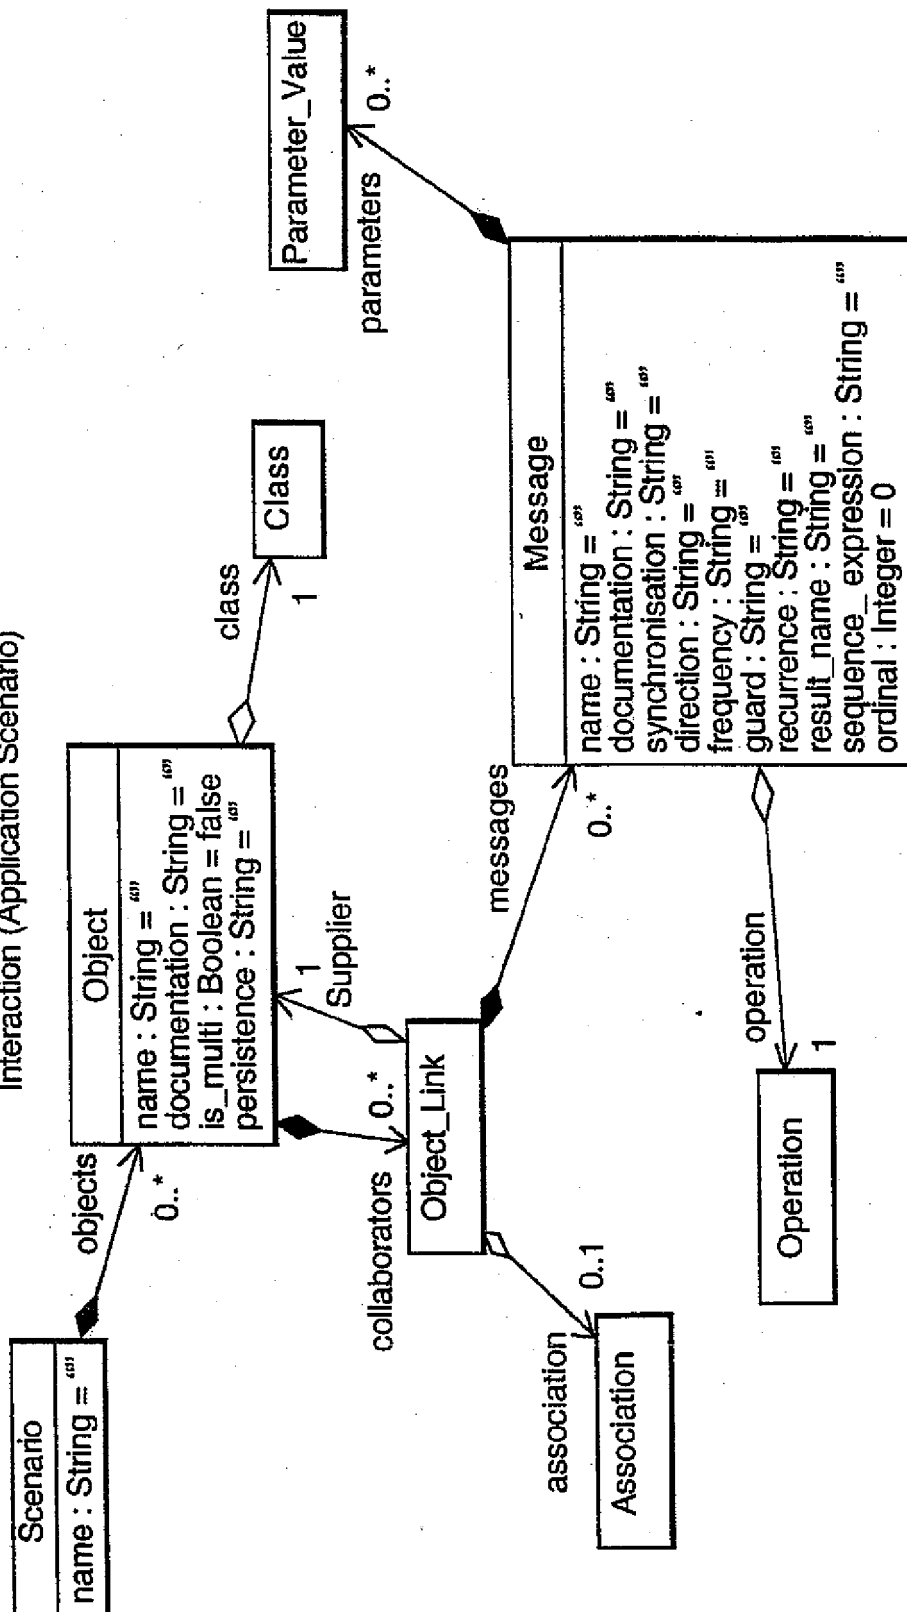 Interaction (Application Scenario)
Scenario
name : String = “”
objects
0..*
Object
name : String = “”
documentation : String = “”
is_multi : Boolean = false
persistence : String = “”
class
1
Class
collaborators
0..*
1
Supplier
Object_Link
association
0..1
Association
messages
0..*
Message
name : String = “”
documentation : String = “”
synchronisation : String = “”
direction : String = “”
frequency : String = “”
guard : String = “”
recurrence : String = “”
result_name : String = “”
sequence_ expression : String = “”
ordinal : Integer = 0
parameters
0..*
Parameter_Value
operation
1
Operation